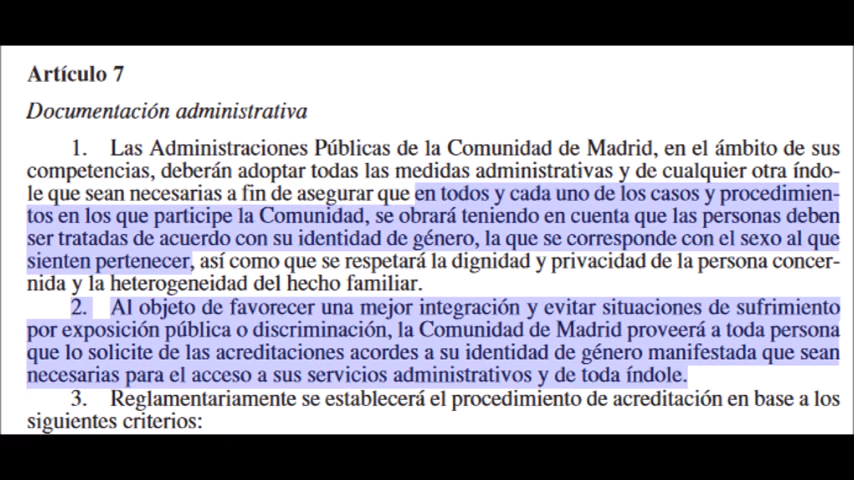 Artículo 7
Documentación administrativa
1. Las Administraciones Públicas de la Comunidad de Madrid, en el ámbito de sus
competencias, deberán adoptar todas las medidas administrativas y de cualquier otra índo-
le que sean necesarias a fin de asegurar que en todos y cada uno de los casos y procedimien-
tos en los que participe la Comunidad, se obrará teniendo en cuenta que las personas deben
ser tratadas de acuerdo con su identidad de género, la que se corresponde con el sexo al que
sienten pertenecer, así como que se respetará la dignidad y privacidad de la persona concer-
nida y la heterogeneidad del hecho familiar.
2. Al objeto de favorecer una mejor integración y evitar situaciones de sufrimiento
por exposición pública o discriminación, la Comunidad de Madrid proveerá a toda persona
que lo solicite de las acreditaciones acordes a su identidad de género manifestada que sean
necesarias para el acceso a sus servicios administrativos y de toda índole.
3. Reglamentariamente se establecerá el procedimiento de acreditación en base a los
siguientes criterios: